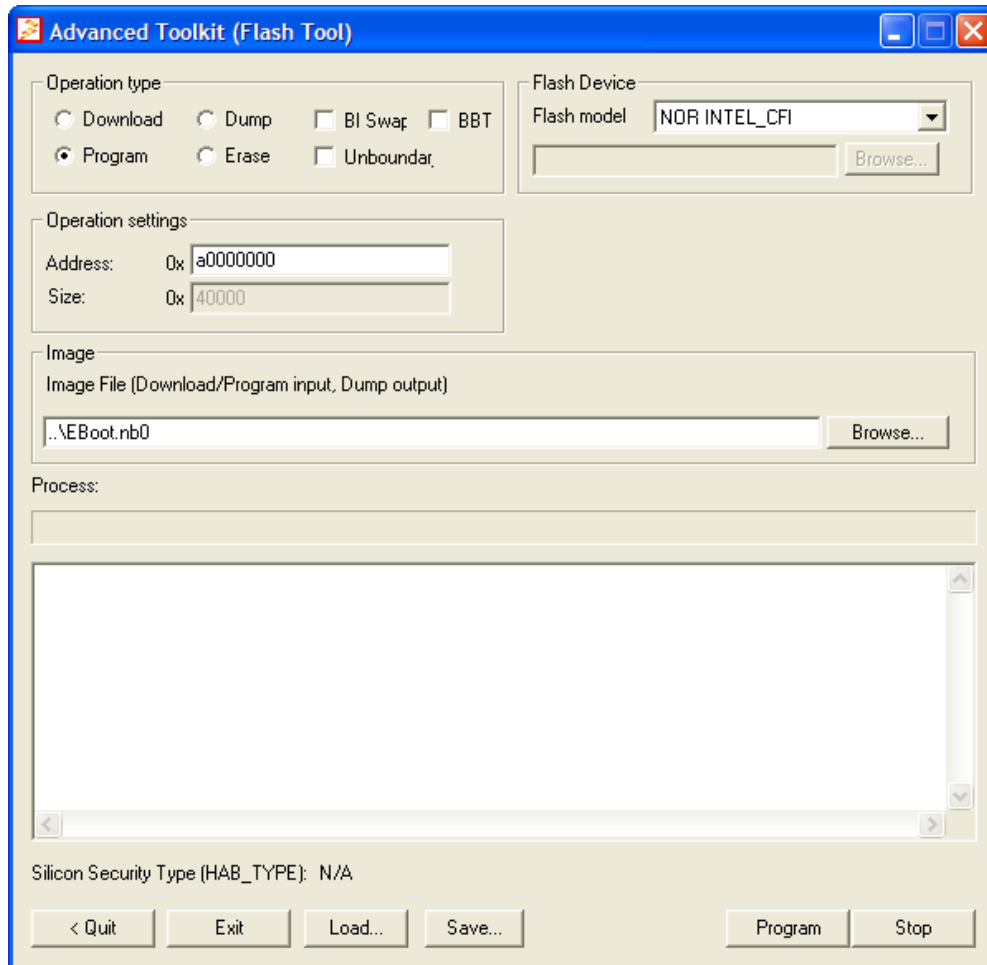 Advanced Toolkit (Flash Tool)
Operation type
Download Dump BI Swap BBT
Program Erase Unboundar
Flash Device
Flash model NOR INTEL_CFI
Browse...
Operation settings
Address: 0x a0000000
Size: 0x 40000
Image
Image File (Download/Program input, Dump output)
..\EBoot.nb0 Browse...
Process:
Silicon Security Type (HAB_TYPE): N/A
< Quit Exit Load... Save... Program Stop